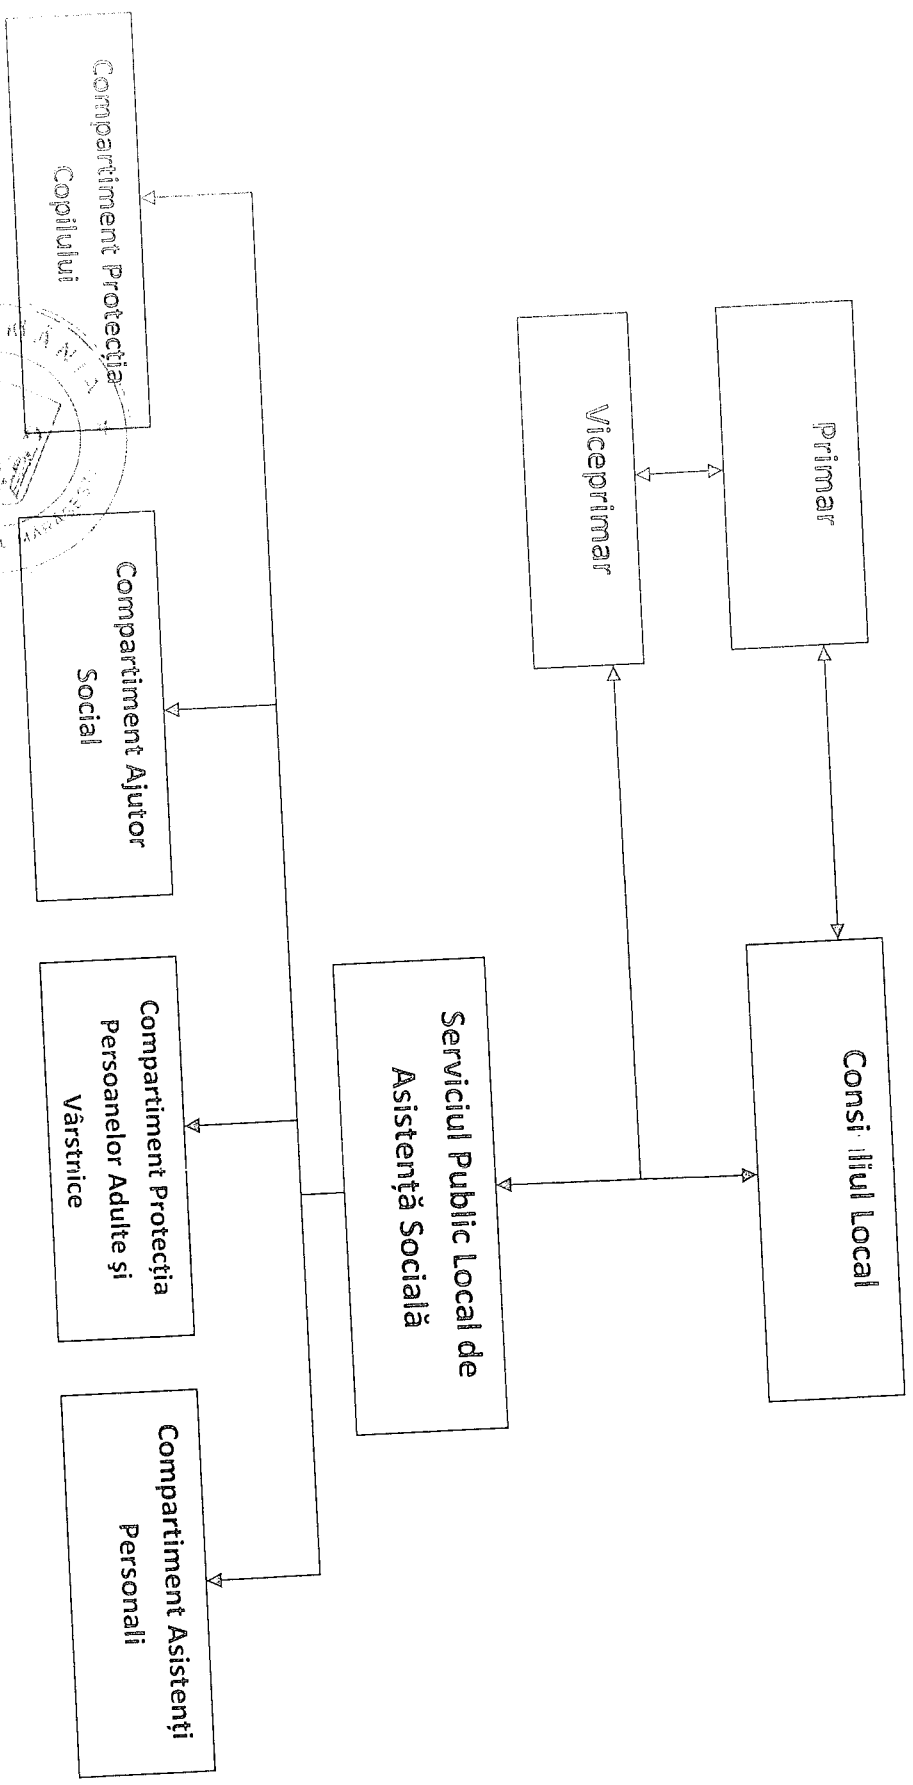 Primar
Consiliul Local
Viceprimar
Serviciul Public Local de
Asistență Socială
Compartiment Protecția
Copilului
Compartiment Ajutor
Social
Compartiment Protecția
Persoanelor Adulte și
Vârstnice
Compartiment Asistenți
Personali